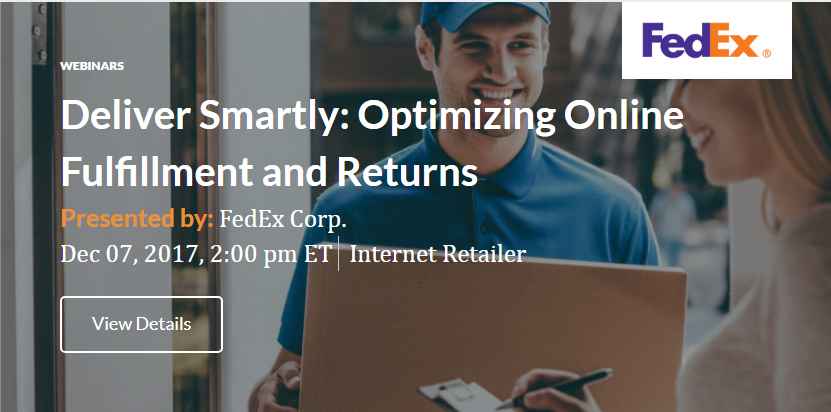 FedEx®
WEBINARS
Deliver Smartly: Optimizing Online
Fulfillment and Returns
Presented by: FedEx Corp.
Dec 07, 2017, 2:00 pm ET| Internet Retailer
View Details